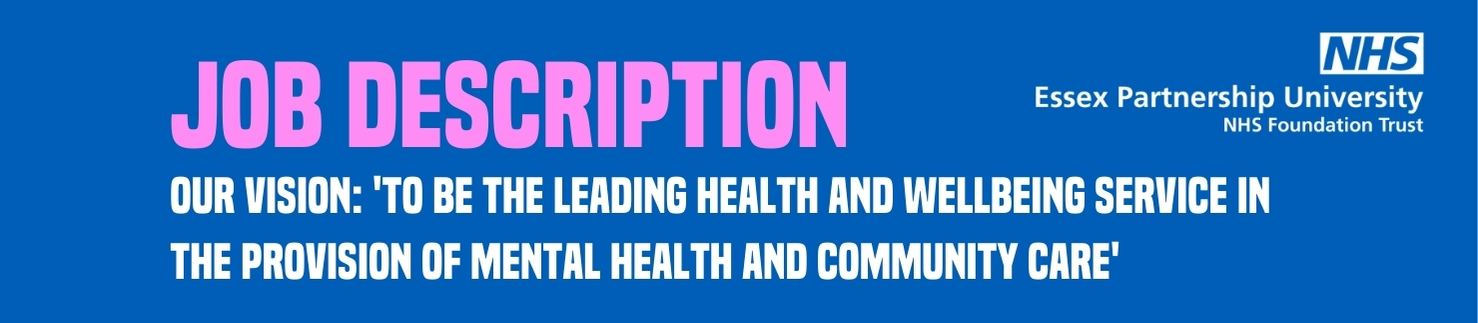 NHS
Essex Partnership University
NHS Foundation Trust
JOB DESCRIPTION
OUR VISION: 'TO BE THE LEADING HEALTH AND WELLBEING SERVICE IN
THE PROVISION OF MENTAL HEALTH AND COMMUNITY CARE'